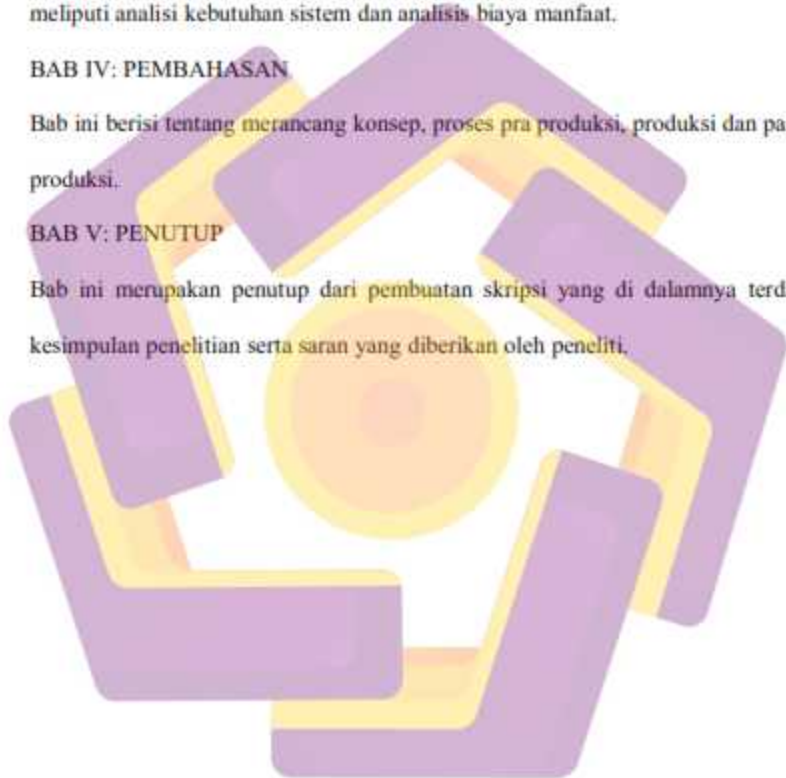 meliputi analisi kebutuhan sistem dan analisis biaya manfaat.
BAB IV: PEMBAHASAN
Bab ini berisi tentang merancang konsep, proses pra produksi, produksi dan pa
produksi.
BAB V: PENUTUP
Bab ini merupakan penutup dari pembuatan skripsi yang di dalamnya terd
kesimpulan penelitian serta saran yang diberikan oleh peneliti.